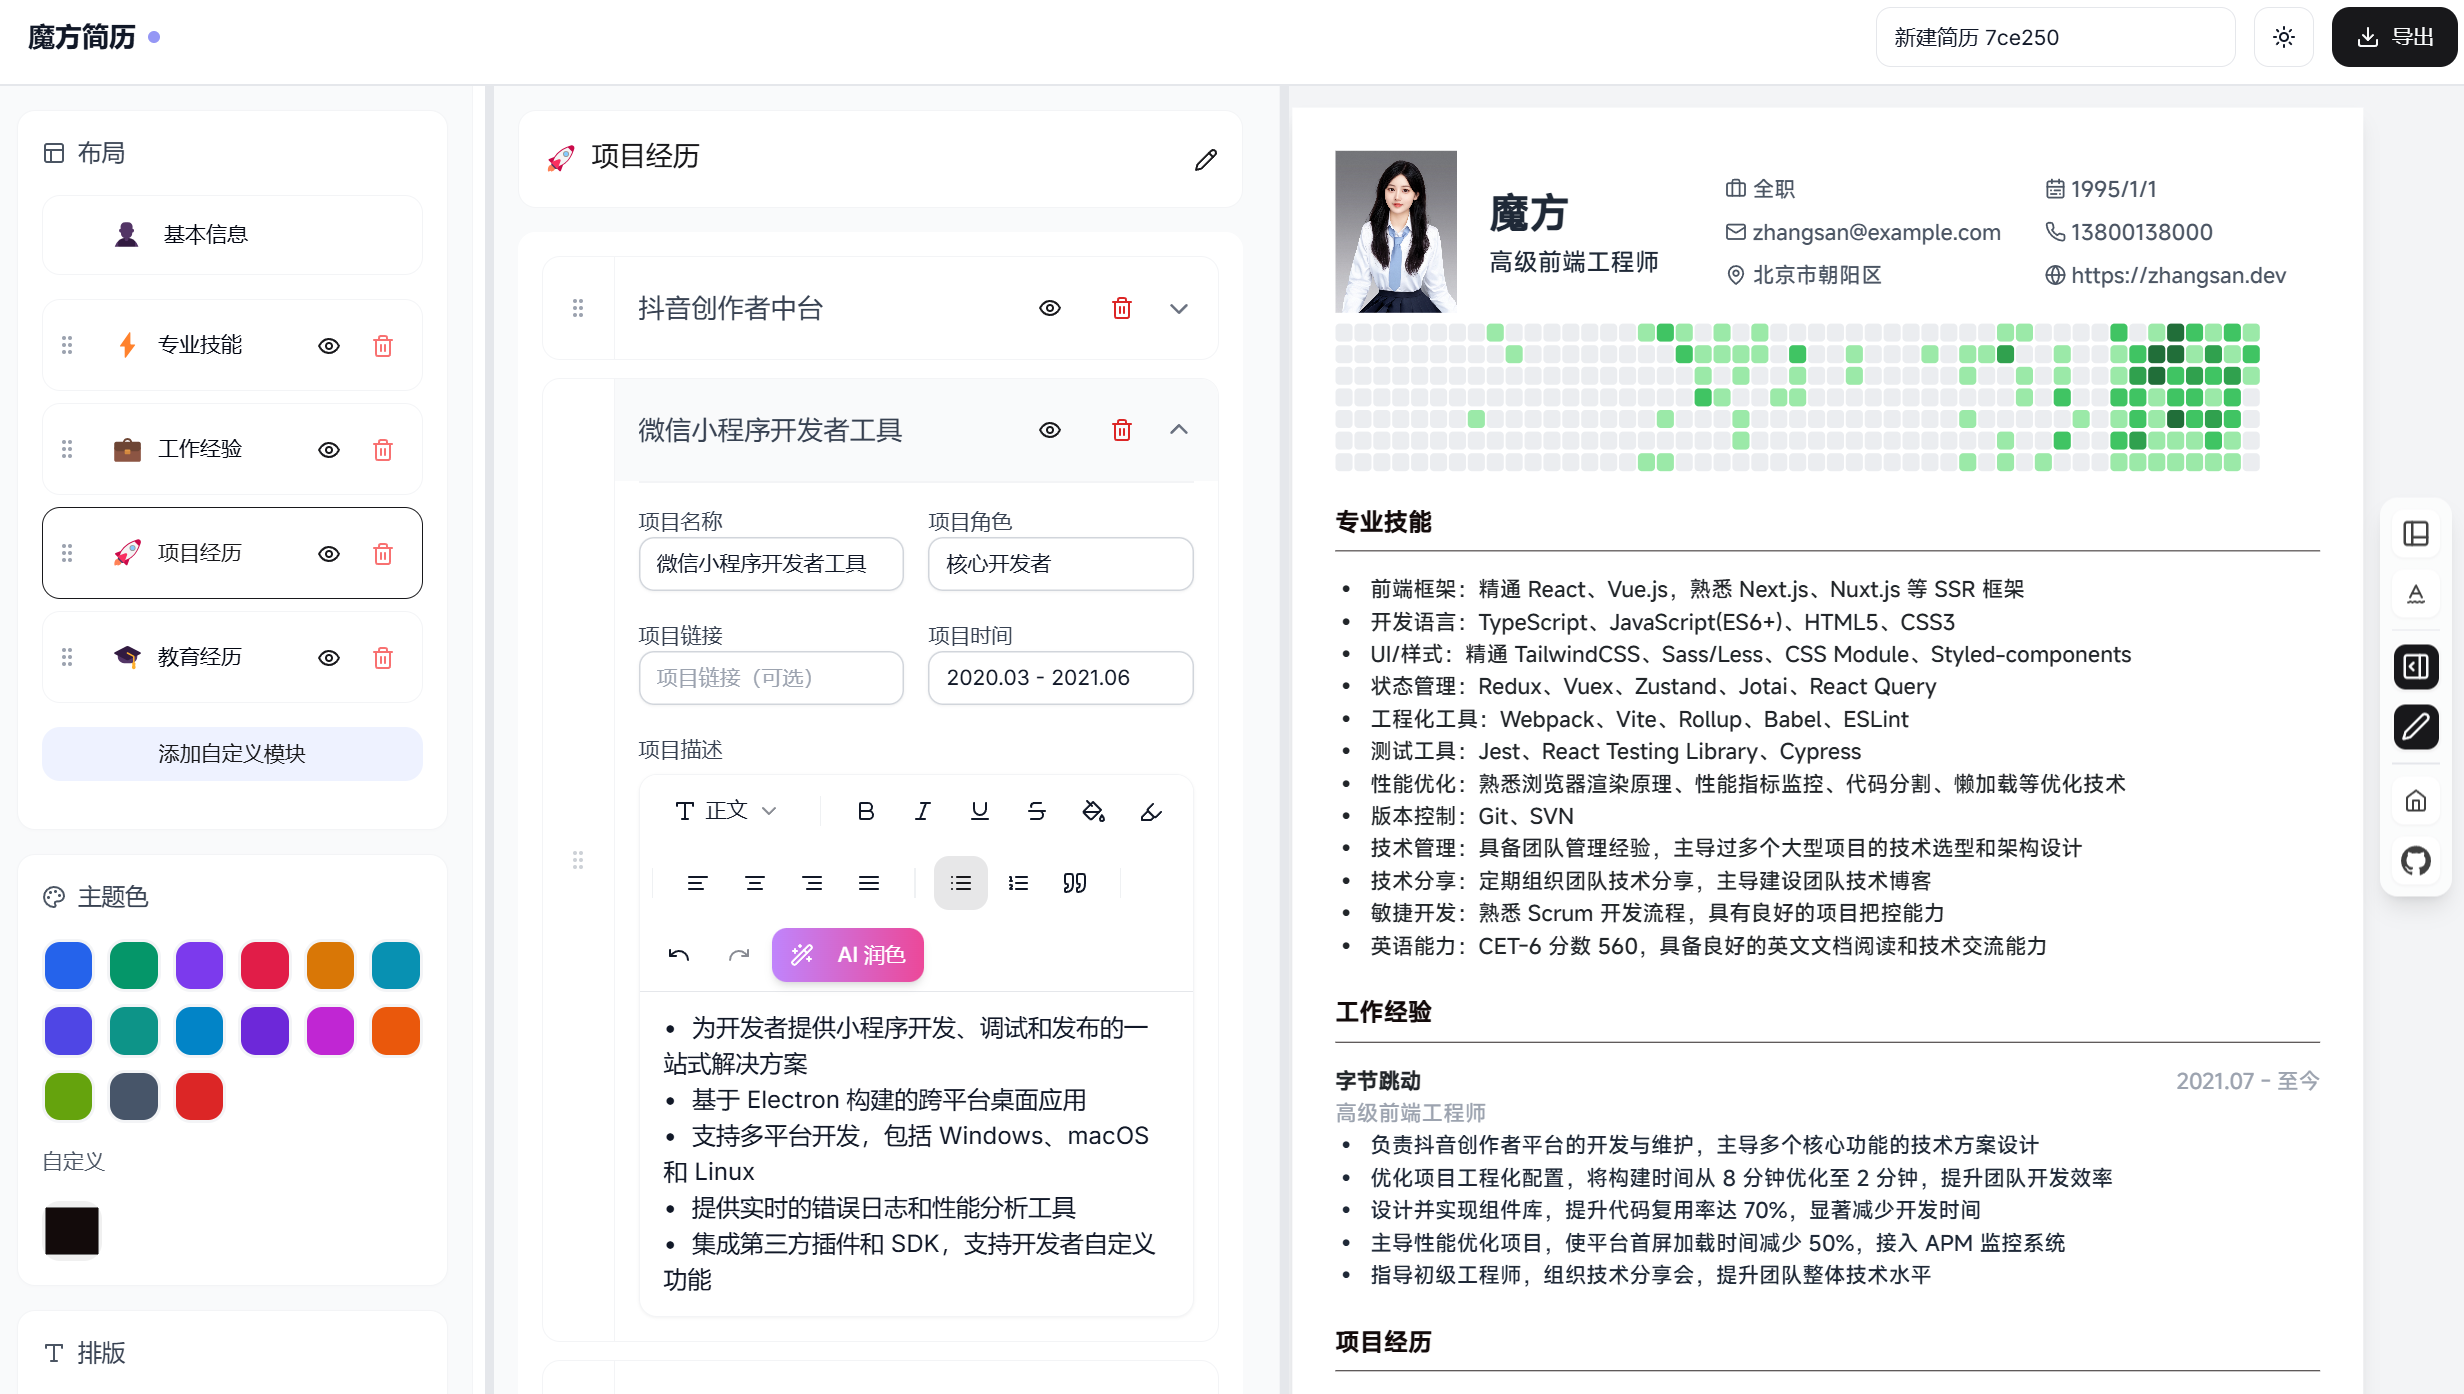 魔方简历
新建简历 7ce250
导出
布局
基本信息
专业技能
工作经验
项目经历
教育经历
添加自定义模块
主题色
自定义
排版
项目经历
抖音创作者中台
微信小程序开发者工具
项目名称
项目角色
微信小程序开发者工具
核心开发者
项目链接
项目时间
项目链接（可选）
2020.03 - 2021.06
项目描述
正文
AI 润色
• 为开发者提供小程序开发、调试和发布的一
站式解决方案
• 基于 Electron 构建的跨平台桌面应用
• 支持多平台开发，包括 Windows、macOS
和 Linux
• 提供实时的错误日志和性能分析工具
• 集成第三方插件和 SDK，支持开发者自定义
功能
魔方
高级前端工程师
全职
1995/1/1
zhangsan@example.com
13800138000
北京市朝阳区
https://zhangsan.dev
专业技能
• 前端框架：精通 React、Vue.js，熟悉 Next.js、Nuxt.js 等 SSR 框架
• 开发语言：TypeScript、JavaScript(ES6+)、HTML5、CSS3
• UI/样式：精通 TailwindCSS、Sass/Less、CSS Module、Styled-components
• 状态管理：Redux、Vuex、Zustand、Jotai、React Query
• 工程化工具：Webpack、Vite、Rollup、Babel、ESLint
• 测试工具：Jest、React Testing Library、Cypress
• 性能优化：熟悉浏览器渲染原理、性能指标监控、代码分割、懒加载等优化技术
• 版本控制：Git、SVN
• 技术管理：具备团队管理经验，主导过多个大型项目的技术选型和架构设计
• 技术分享：定期组织团队技术分享，主导建设团队技术博客
• 敏捷开发：熟悉 Scrum 开发流程，具有良好的项目把控能力
• 英语能力：CET-6 分数 560，具备良好的英文文档阅读和技术交流能力
工作经验
字节跳动
2021.07 - 至今
高级前端工程师
• 负责抖音创作者平台的开发与维护，主导多个核心功能的技术方案设计
• 优化项目工程化配置，将构建时间从 8 分钟优化至 2 分钟，提升团队开发效率
• 设计并实现组件库，提升代码复用率达 70%，显著减少开发时间
• 主导性能优化项目，使平台首屏加载时间减少 50%，接入 APM 监控系统
• 指导初级工程师，组织技术分享会，提升团队整体技术水平
项目经历